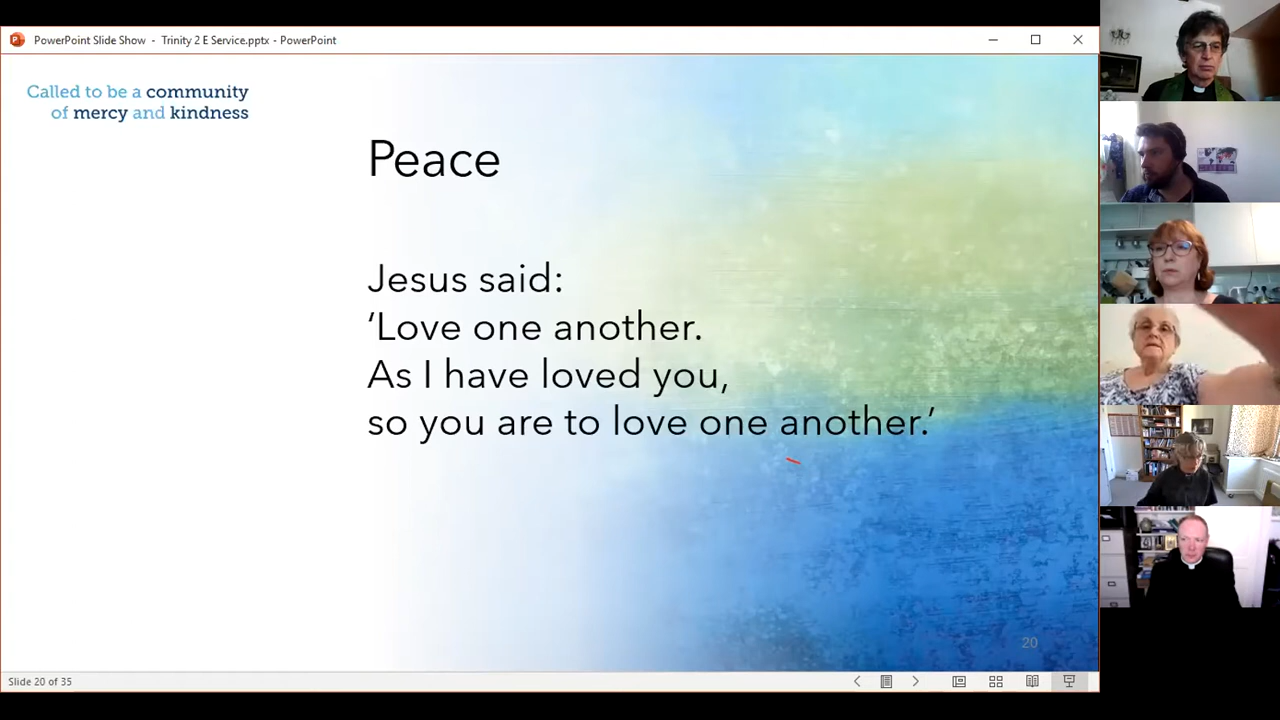 PowerPoint Slide Show - Trinity 2 E Service.pptx - PowerPoint
Called to be a community
of mercy and kindness
Peace
Jesus said:
‘Love one another.
As I have loved you,
so you are to love one another.’
20
Slide 20 of 35